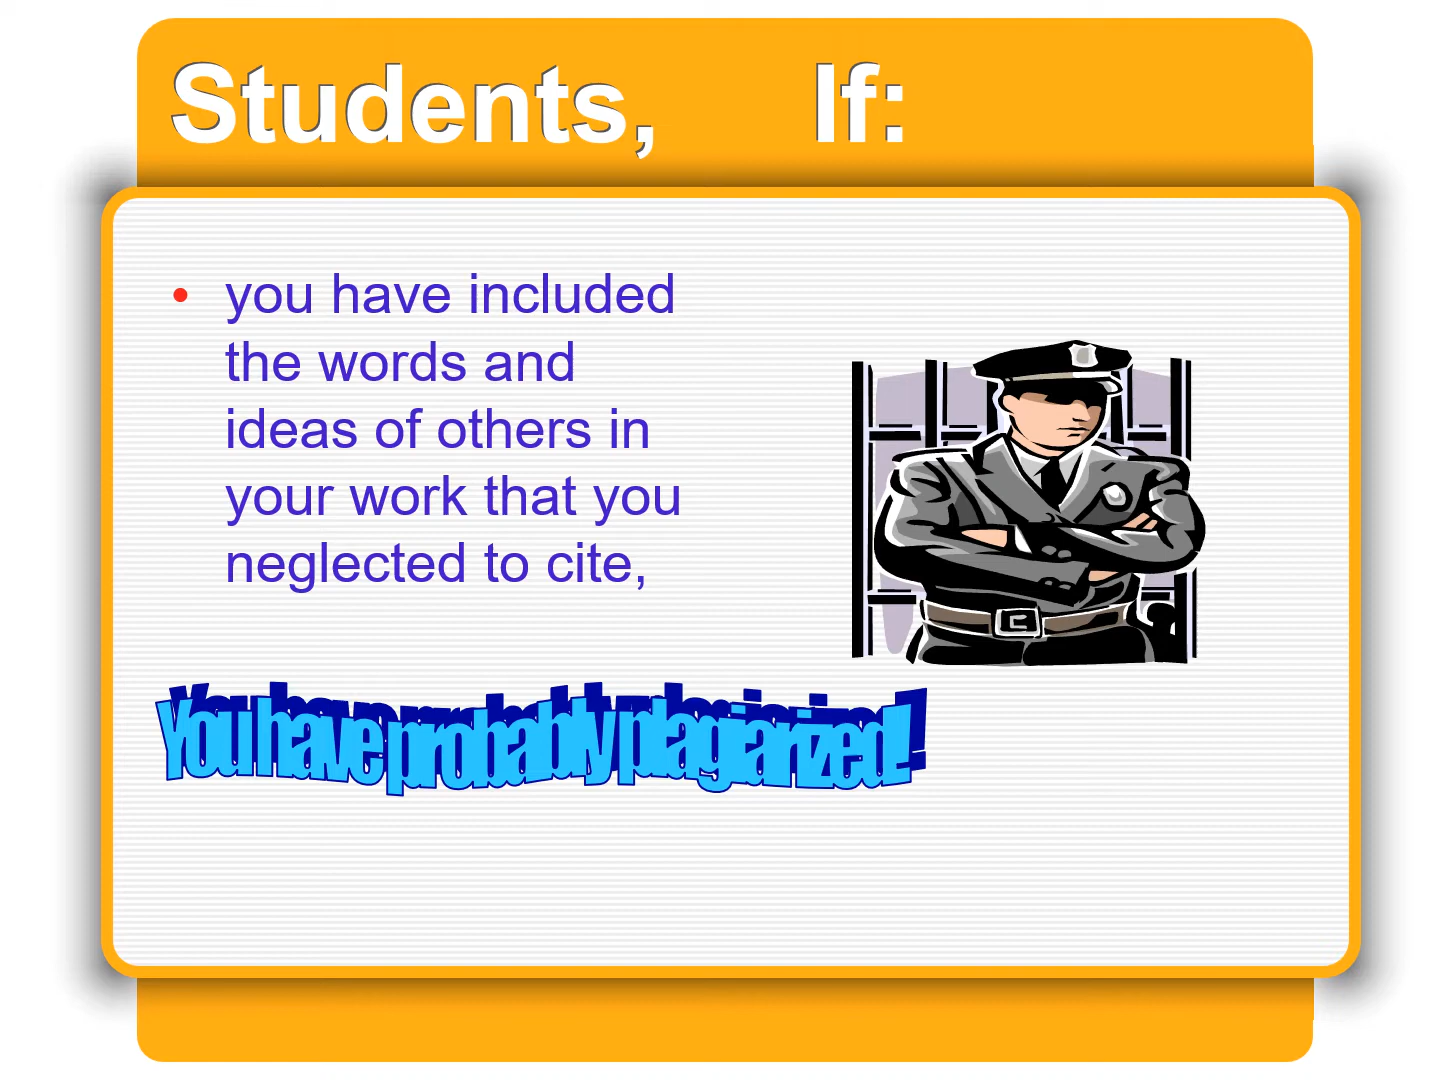 Students, If:
• you have included
the words and
ideas of others in
your work that you
neglected to cite,
You have probably plagiarized!